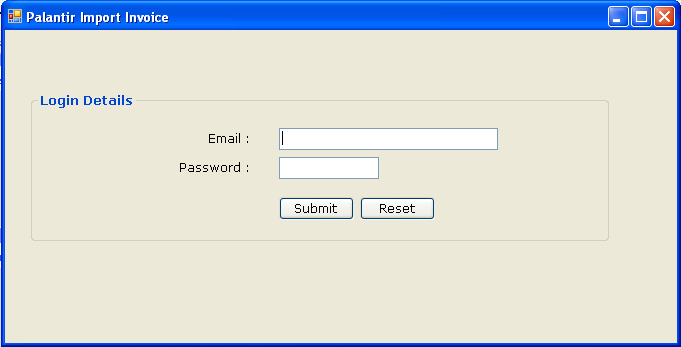 Palantir Import Invoice
Login Details
Email :
Password :
Submit Reset